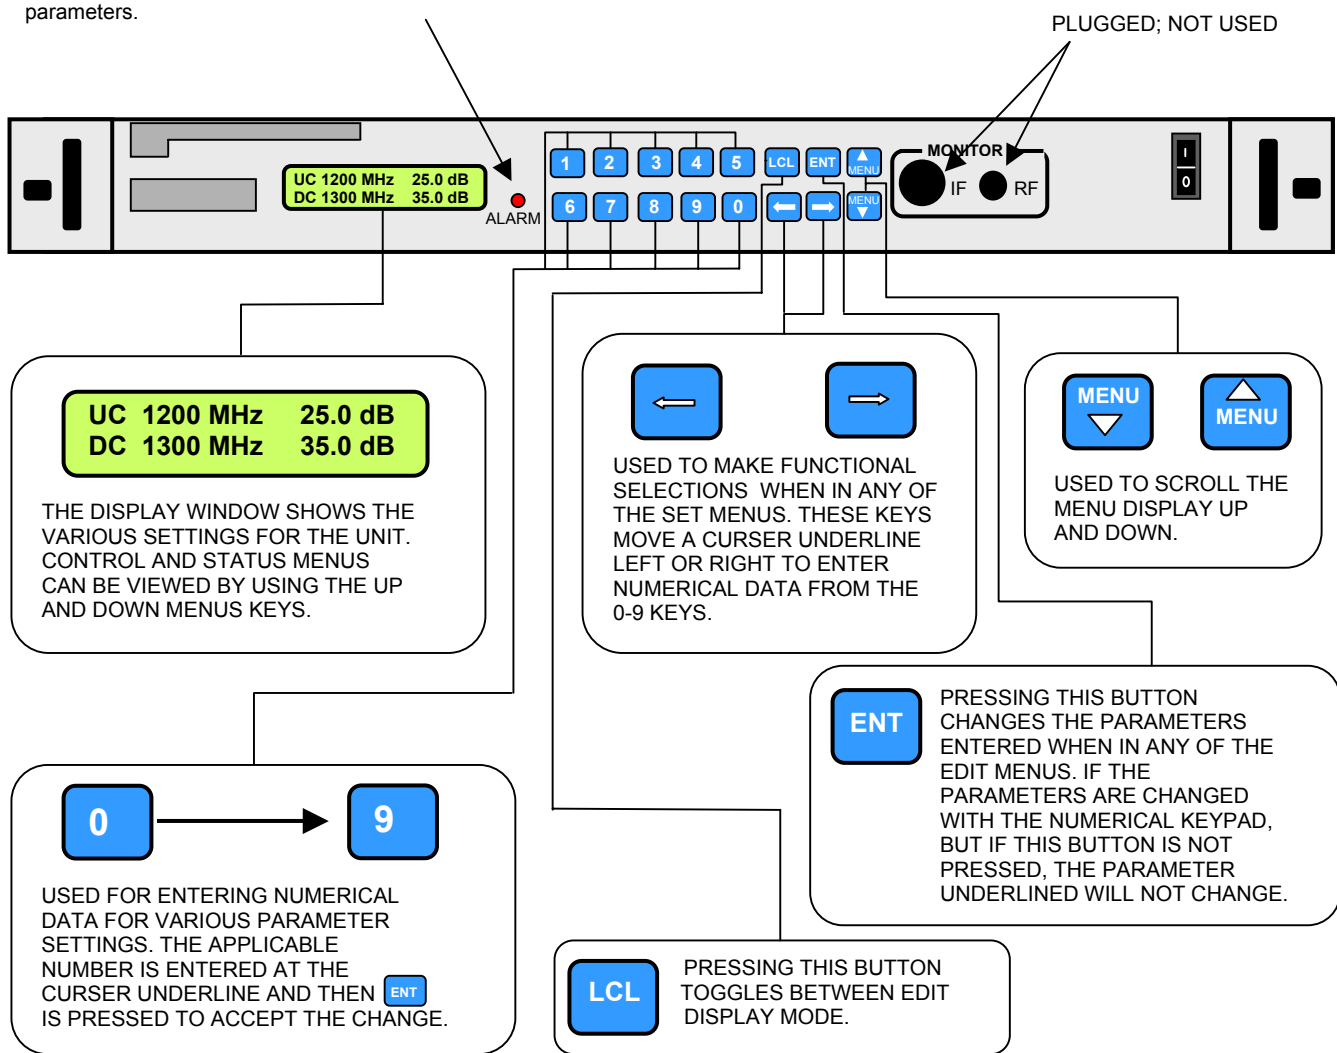 parameters.
PLUGGED; NOT USED
UC 1200 MHz 25.0 dB
DC 1300 MHz 35.0 dB
ALARM
1 2 3 4 5 LCL ENT MENU
6 7 8 9 0 MENU
MONITOR
IF RF
I
0
UC 1200 MHz 25.0 dB
DC 1300 MHz 35.0 dB
THE DISPLAY WINDOW SHOWS THE
VARIOUS SETTINGS FOR THE UNIT.
CONTROL AND STATUS MENUS
CAN BE VIEWED BY USING THE UP
AND DOWN MENUS KEYS.
USED TO MAKE FUNCTIONAL
SELECTIONS WHEN IN ANY OF
THE SET MENUS. THESE KEYS
MOVE A CURSER UNDERLINE
LEFT OR RIGHT TO ENTER
NUMERICAL DATA FROM THE
0-9 KEYS.
MENU MENU
USED TO SCROLL THE
MENU DISPLAY UP
AND DOWN.
ENT
PRESSING THIS BUTTON
CHANGES THE PARAMETERS
ENTERED WHEN IN ANY OF THE
EDIT MENUS. IF THE
PARAMETERS ARE CHANGED
WITH THE NUMERICAL KEYPAD,
BUT IF THIS BUTTON IS NOT
PRESSED, THE PARAMETER
UNDERLINED WILL NOT CHANGE.
0 9
USED FOR ENTERING NUMERICAL
DATA FOR VARIOUS PARAMETER
SETTINGS. THE APPLICABLE
NUMBER IS ENTERED AT THE
CURSER UNDERLINE AND THEN ENT
IS PRESSED TO ACCEPT THE CHANGE.
LCL
PRESSING THIS BUTTON
TOGGLES BETWEEN EDIT
DISPLAY MODE.